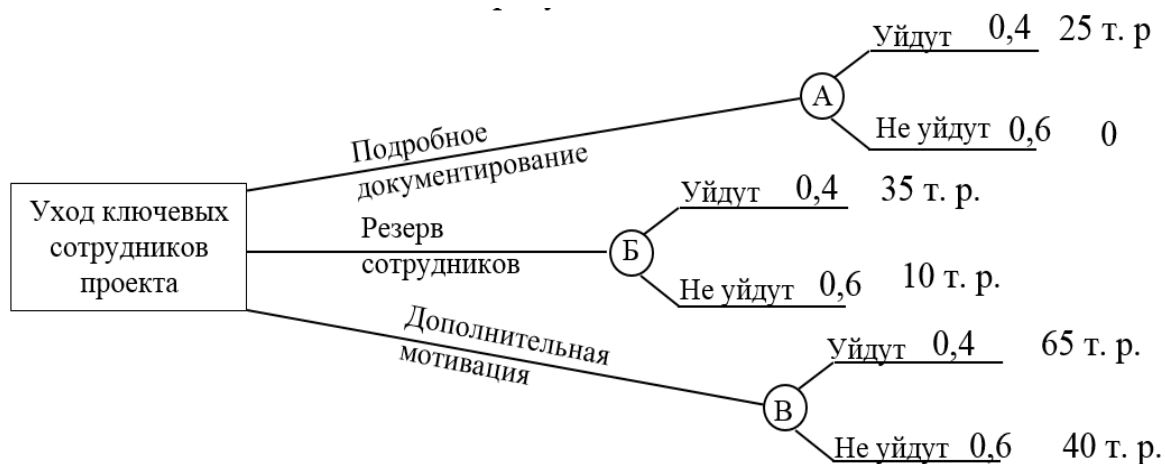 Уход ключевых
сотрудников
проекта
Подробное
документирование
А
Уйдут 0,4 25 т. р
Не уйдут 0,6 0
Резерв
сотрудников
Б
Уйдут 0,4 35 т. р.
Не уйдут 0,6 10 т. р.
Дополнительная
мотивация
В
Уйдут 0,4 65 т. р.
Не уйдут 0,6 40 т. р.